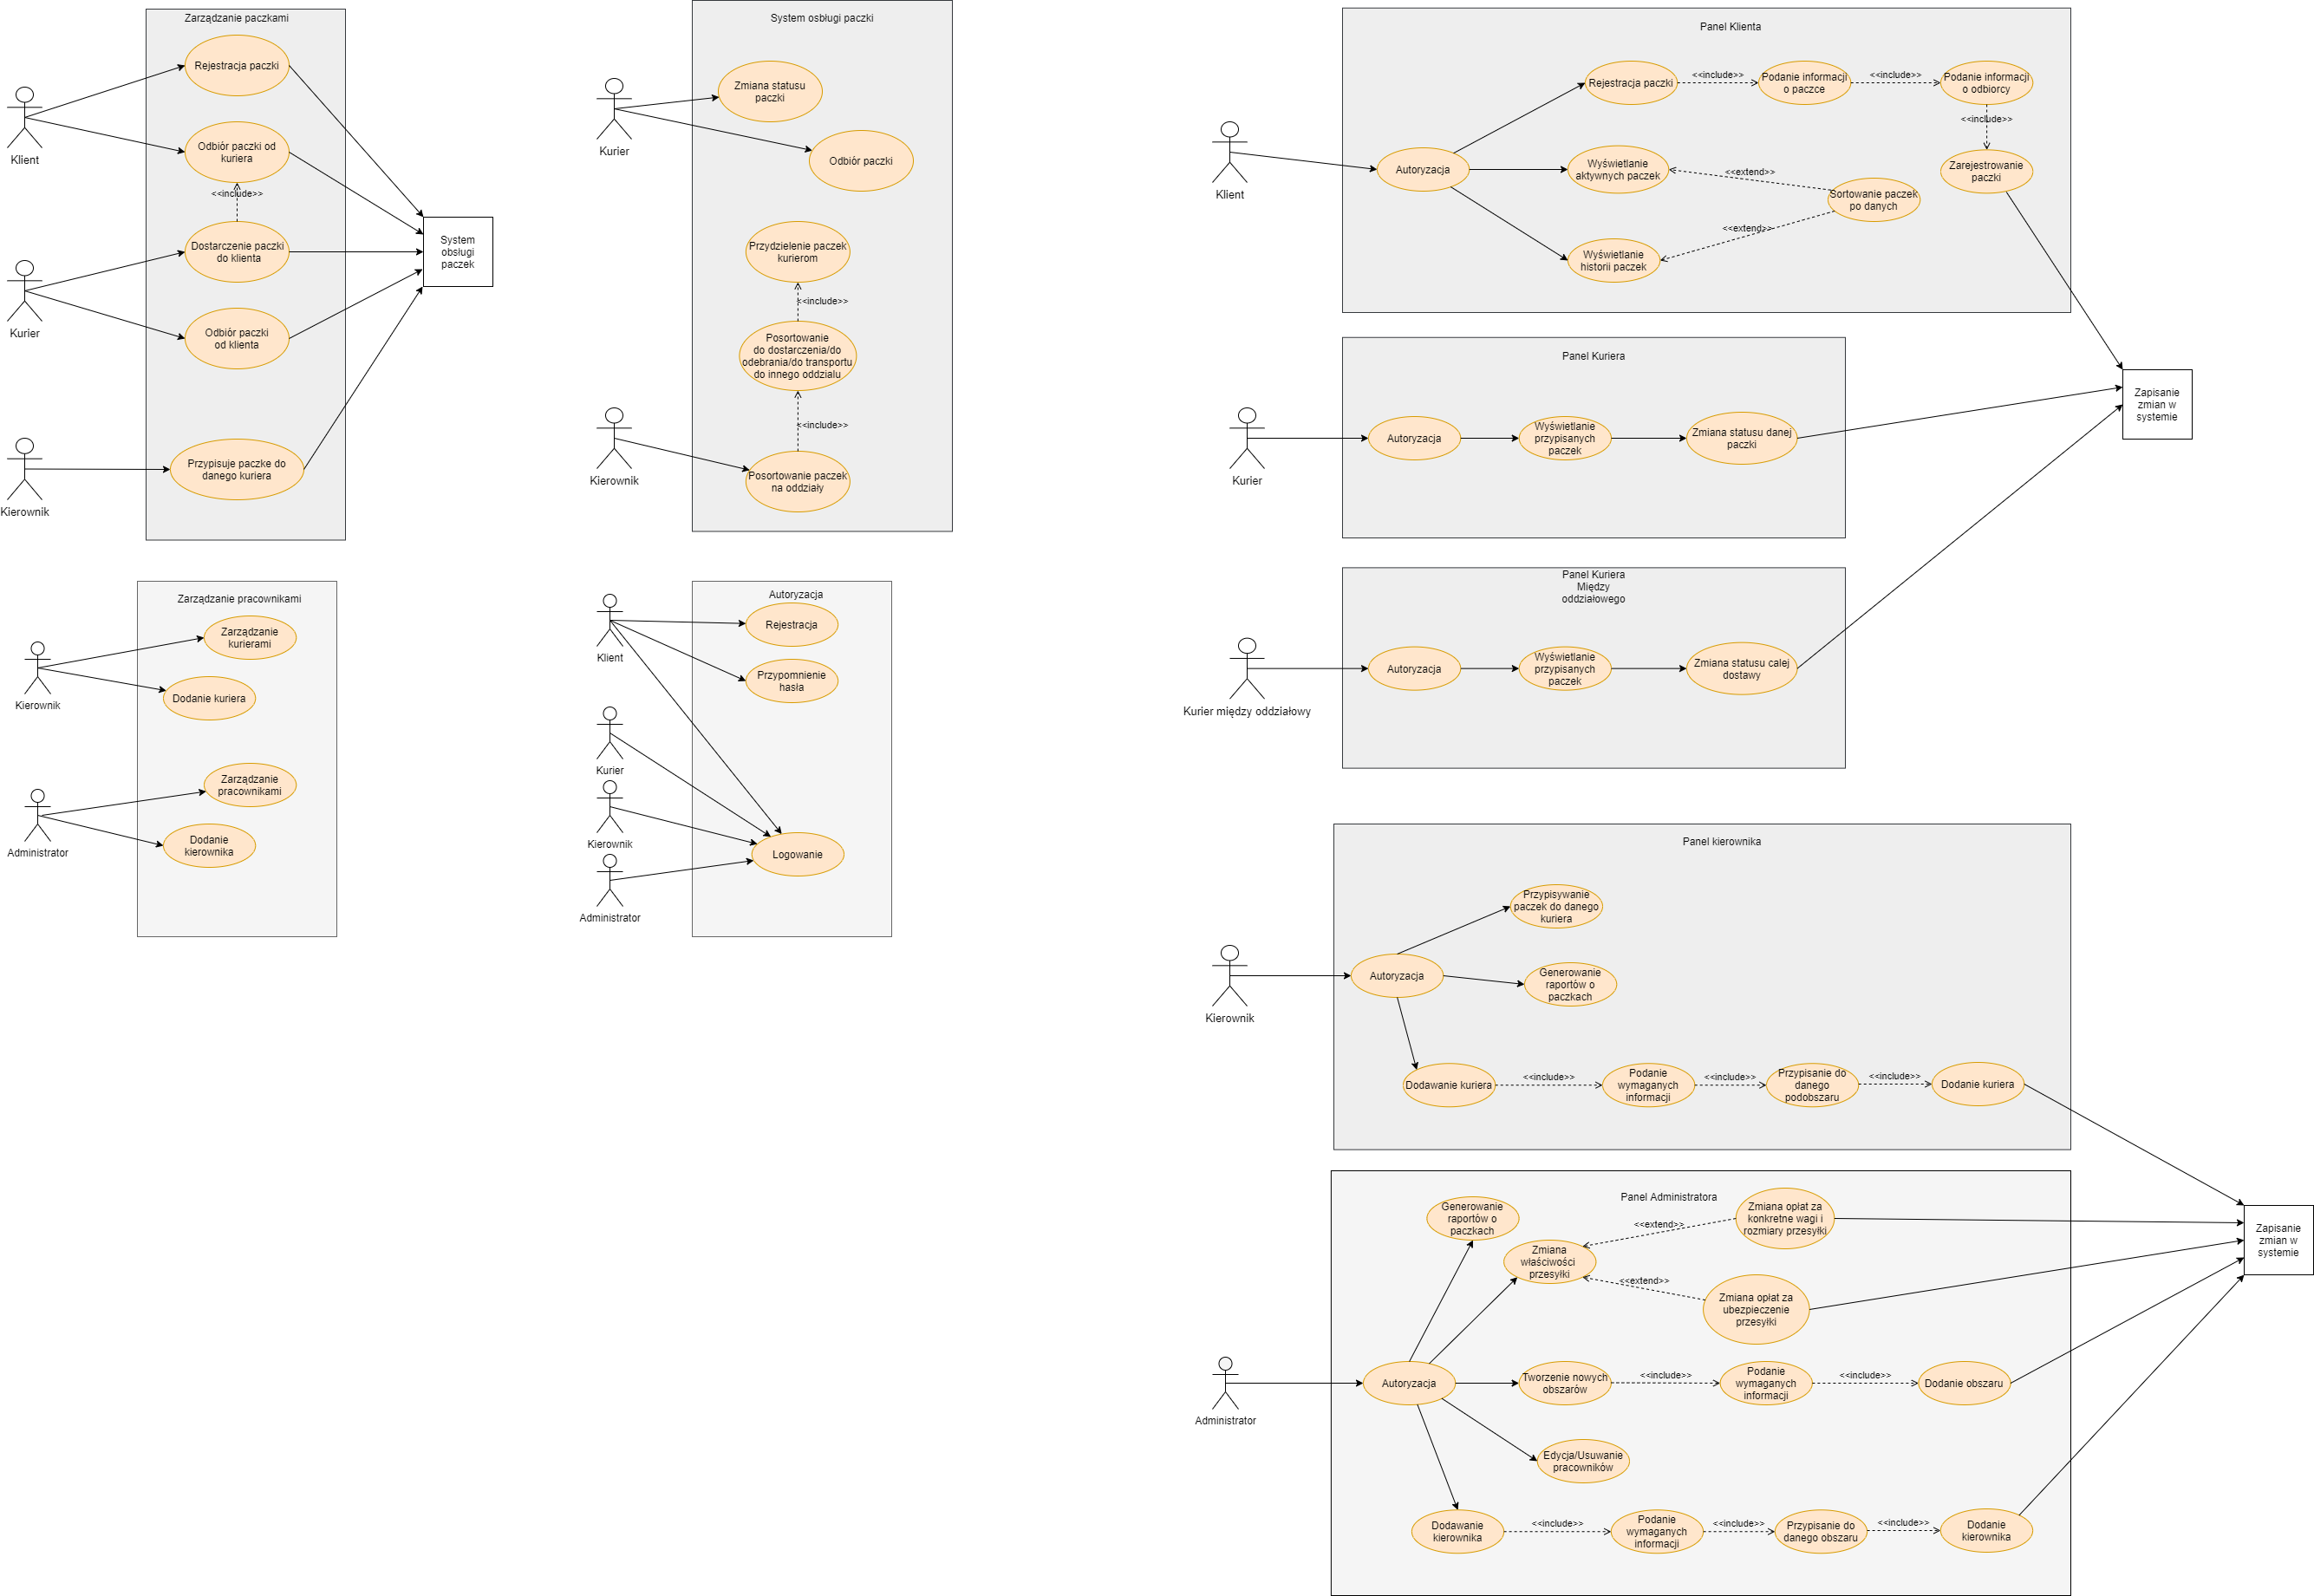 Zarządzanie paczkami
Rejestracja paczki
Klient
Odbiór paczki od
kuriera
<<include>>
Dostarczenie paczki
do klienta
System
obsługi
paczek
Kurier
Odbiór paczki
od klienta
Przypisuje paczke do
danego kuriera
Kierownik
System osbługi paczki
Zmiana statusu
paczki
Kurier
Odbiór paczki
Przydzielenie paczek
kurierom
<<include>>
Posortowanie
do dostarczenia/do
odebrania/do transportu
do innego oddzialu
<<include>>
Kierownik
Posortowanie paczek
na oddziały
Zarządzanie pracownikami
Zarządzanie
kurierami
Kierownik
Dodanie kuriera
Zarządzanie
pracownikami
Administrator
Dodanie
kierownika
Autoryzacja
Rejestracja
Klient
Przypomnienie
hasła
Kurier
Kierownik
Logowanie
Administrator
Panel Klienta
Rejestracja paczki
<<include>>
Podanie informacji
o paczce
<<include>>
Podanie informacji
o odbiorcy
<<include>>
Klient
Autoryzacja
Wyświetlanie
aktywnych paczek
<<extend>>
Zarejestrowanie
paczki
Sortowanie paczek
po danych
<<extend>>
Wyświetlanie
historii paczek
Panel Kuriera
Zapisanie
zmian w
systemie
Kurier
Autoryzacja
Wyświetlanie
przypisanych
paczek
Zmiana statusu danej
paczki
Panel Kuriera
Między
oddziałowego
Kurier między oddziałowy
Autoryzacja
Wyświetlanie
przypisanych
paczek
Zmiana statusu calej
dostawy
Panel kierownika
Przypisywanie
paczek do danego
kuriera
Kierownik
Autoryzacja
Generowanie
raportów o
paczkach
Dodawanie kuriera
<<include>>
Podanie
wymaganych
informacji
<<include>>
Przypisanie do
danego
podobszaru
<<include>>
Dodanie kuriera
Panel Administratora
Generowanie
raportów o
paczkach
Zmiana
właściwości
przesyłki
<<extend>>
Zmiana opłat za
konkretne wagi i
rozmiary przesyłki
<<extend>>
Zmiana opłat za
ubezpieczenie
przesyłki
Zapisanie
zmian w
systemie
Administrator
Autoryzacja
Tworzenie nowych
obszarów
<<include>>
Podanie
wymaganych
informacji
<<include>>
Dodanie obszaru
Edycja/Usuwanie
pracowników
Dodawanie
kierownika
<<include>>
Podanie
wymaganych
informacji
<<include>>
Przypisanie do
danego obszaru
<<include>>
Dodanie
kierownika